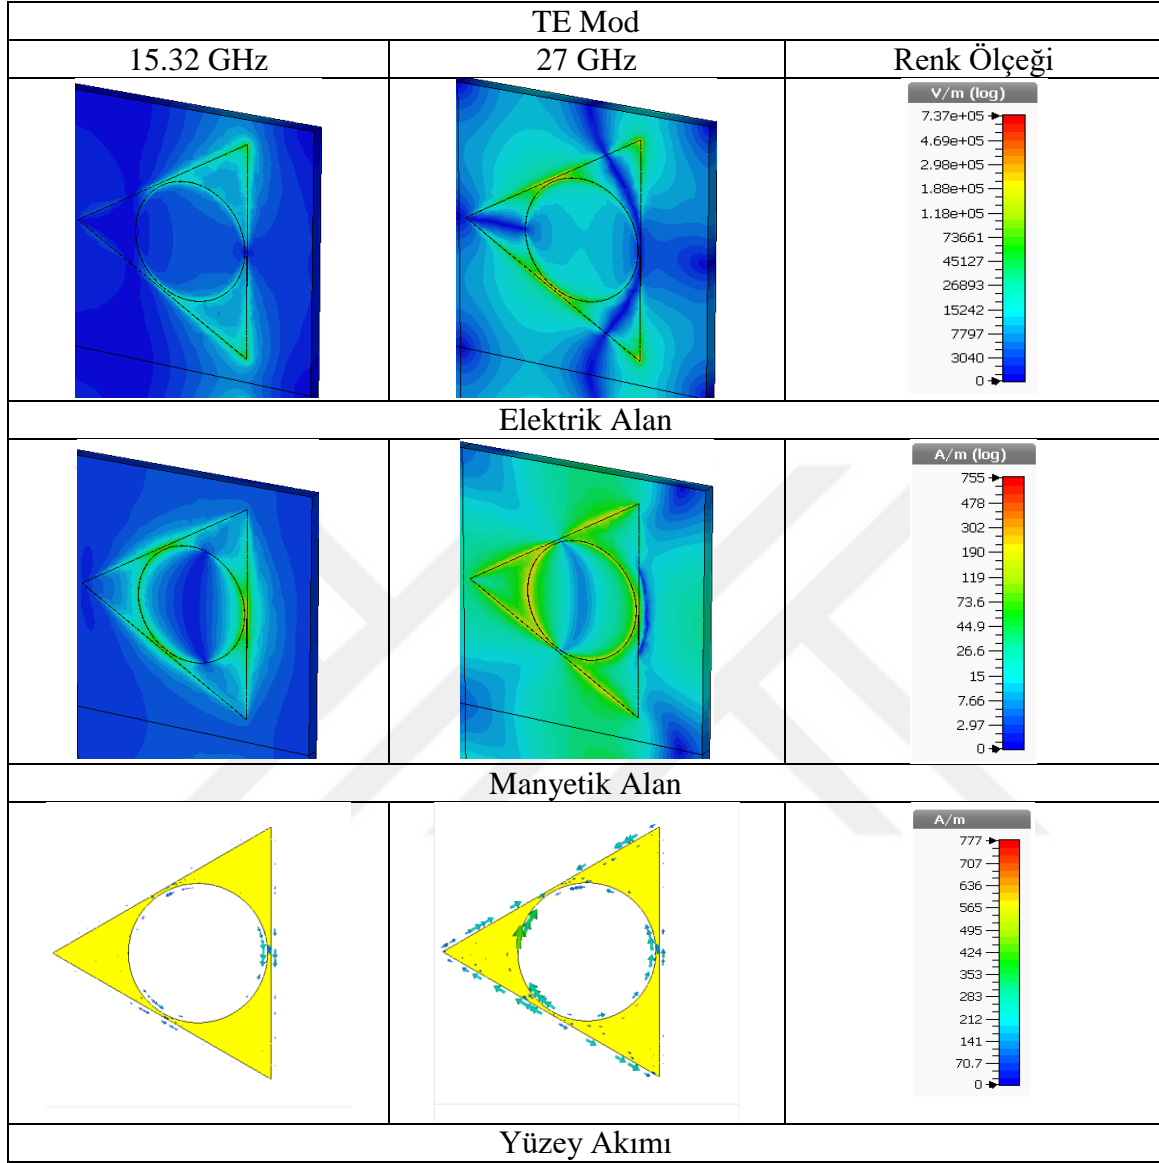 TE Mod
15.32 GHz 27 GHz Renk Ölçeği
V/m (log)
7.37e+05
4.69e+05
2.98e+05
1.88e+05
1.18e+05
73661
45127
26893
15242
7797
3040
0
Elektrik Alan
A/m (log)
755
478
302
190
119
73.6
44.9
26.6
15
7.66
2.97
0
Manyetik Alan
A/m
777
707
636
565
495
424
353
283
212
141
70.7
0
Yüzey Akımı